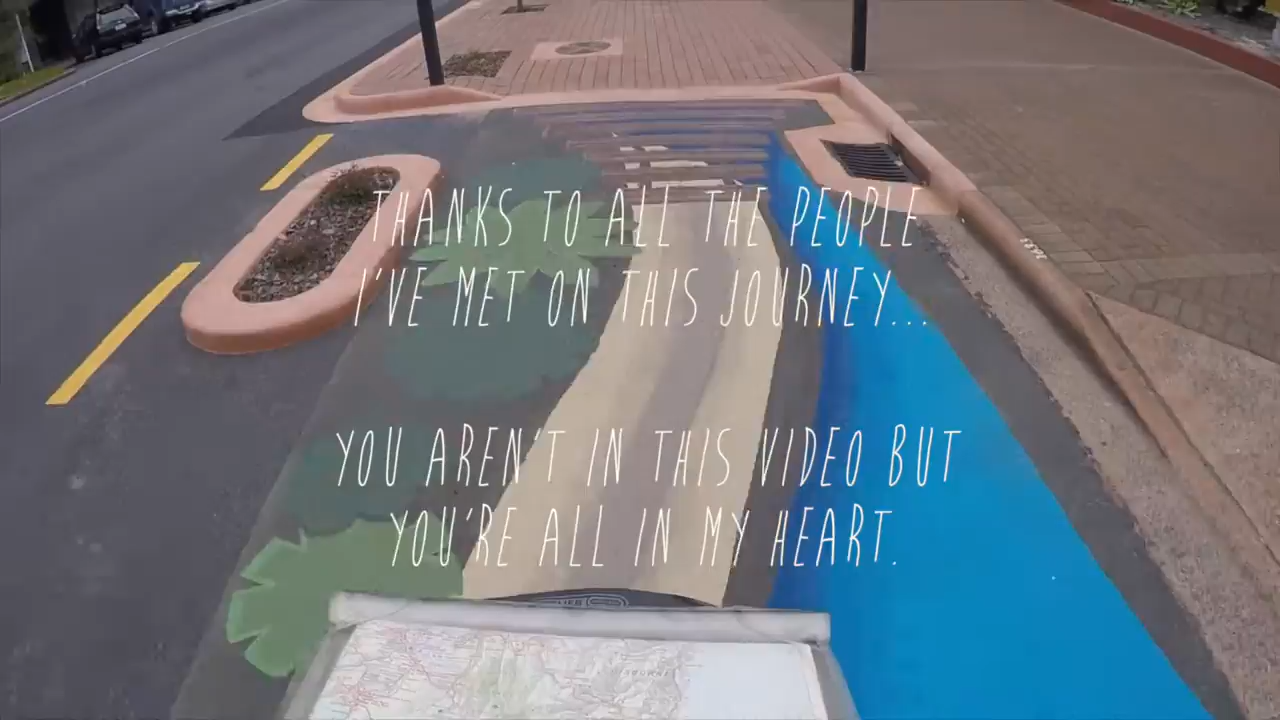 THANKS TO ALL THE PEOPLE
I'VE MET ON THIS JOURNEY...
YOU AREN'T IN THIS VIDEO BUT
YOU'RE ALL IN MY HEART.